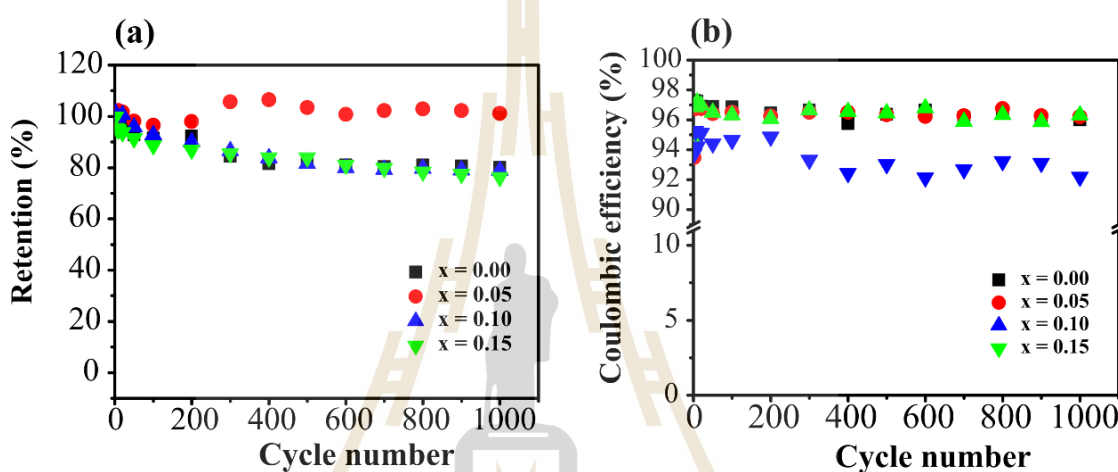 (a)
120
100
80
60
40
20
0
Retention (%)
x = 0.00
x = 0.05
x = 0.10
x = 0.15
0 200 400 600 800 1000
Cycle number
(b)
98
96
94
92
90
10
5
0
Coulombic efficiency (%)
x = 0.00
x = 0.05
x = 0.10
x = 0.15
0 200 400 600 800 1000
Cycle number